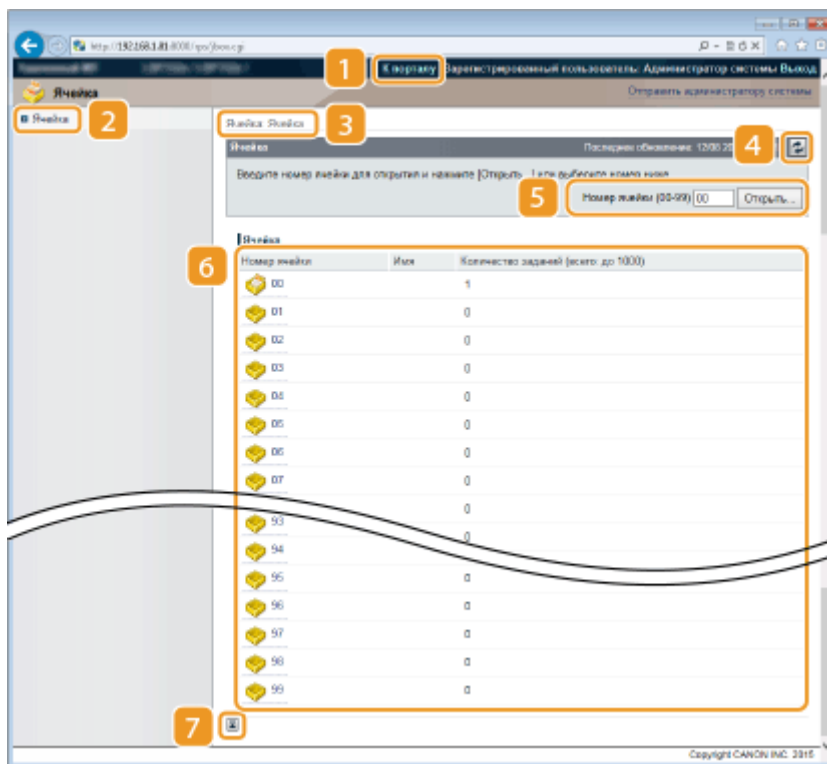 http://192.168.1.81:8000/rps/jbox.cgi
1
К порталу Зарегистрированный пользователь: Администратор системы Выход
Ячейка
Отправить администратору системы
Ячейка
2
Ячейка: Ячейка
3
4
Ячейка
Последнее обновление: 12/08 20
Введите номер ячейки для открытия и нажмите [Открыть...] или выберите номер ниже.
5
Номер ячейки (00-99) 00 Открыть...
Ячейка
6
Номер ячейки Имя Количество заданий (всего: до 1000)
00 1
01 0
02 0
03 0
04 0
05 0
06 0
07 0
0
93
0
94
95 0
96 0
97 0
98 0
99 0
7
Copyright CANON INC. 2015